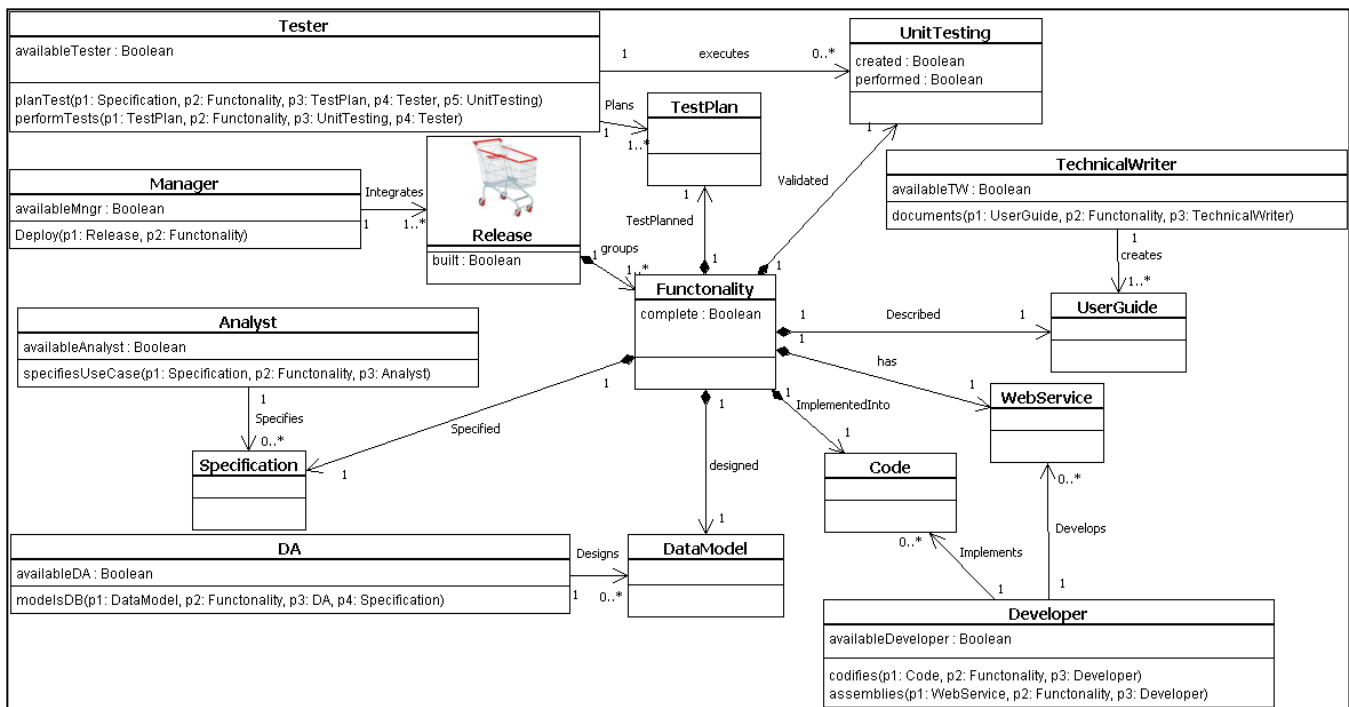 Tester
availableTester : Boolean
planTest(p1: Specification, p2: Functonality, p3: TestPlan, p4: Tester, p5: UnitTesting)
performTests(p1: TestPlan, p2: Functonality, p3: UnitTesting, p4: Tester)
1
executes
0..*
UnitTesting
created : Boolean
performed : Boolean
Plans
1
1..*
TestPlan
1
Validated
1
TechnicalWriter
availableTW : Boolean
documents(p1: UserGuide, p2: Functonality, p3: TechnicalWriter)
1
creates
1..*
Manager
availableMngr : Boolean
Deploy(p1: Release, p2: Functonality)
Integrates
1
1..*
Release
built : Boolean
1
groups
1..*
TestPlanned
1
1
Functonality
complete : Boolean
1
Described
1
UserGuide
1
has
1
WebService
Analyst
availableAnalyst : Boolean
specifiesUseCase(p1: Specification, p2: Functonality, p3: Analyst)
1
Specifies
0..*
Specification
1
Specified
1
1
designed
1
1
ImplementedInto
1
Code
0..*
Implements
1
0..*
Develops
1
DA
availableDA : Boolean
modelsDB(p1: DataModel, p2: Functonality, p3: DA, p4: Specification)
Designs
1
0..*
DataModel
Developer
availableDeveloper : Boolean
codifies(p1: Code, p2: Functonality, p3: Developer)
assemblies(p1: WebService, p2: Functonality, p3: Developer)